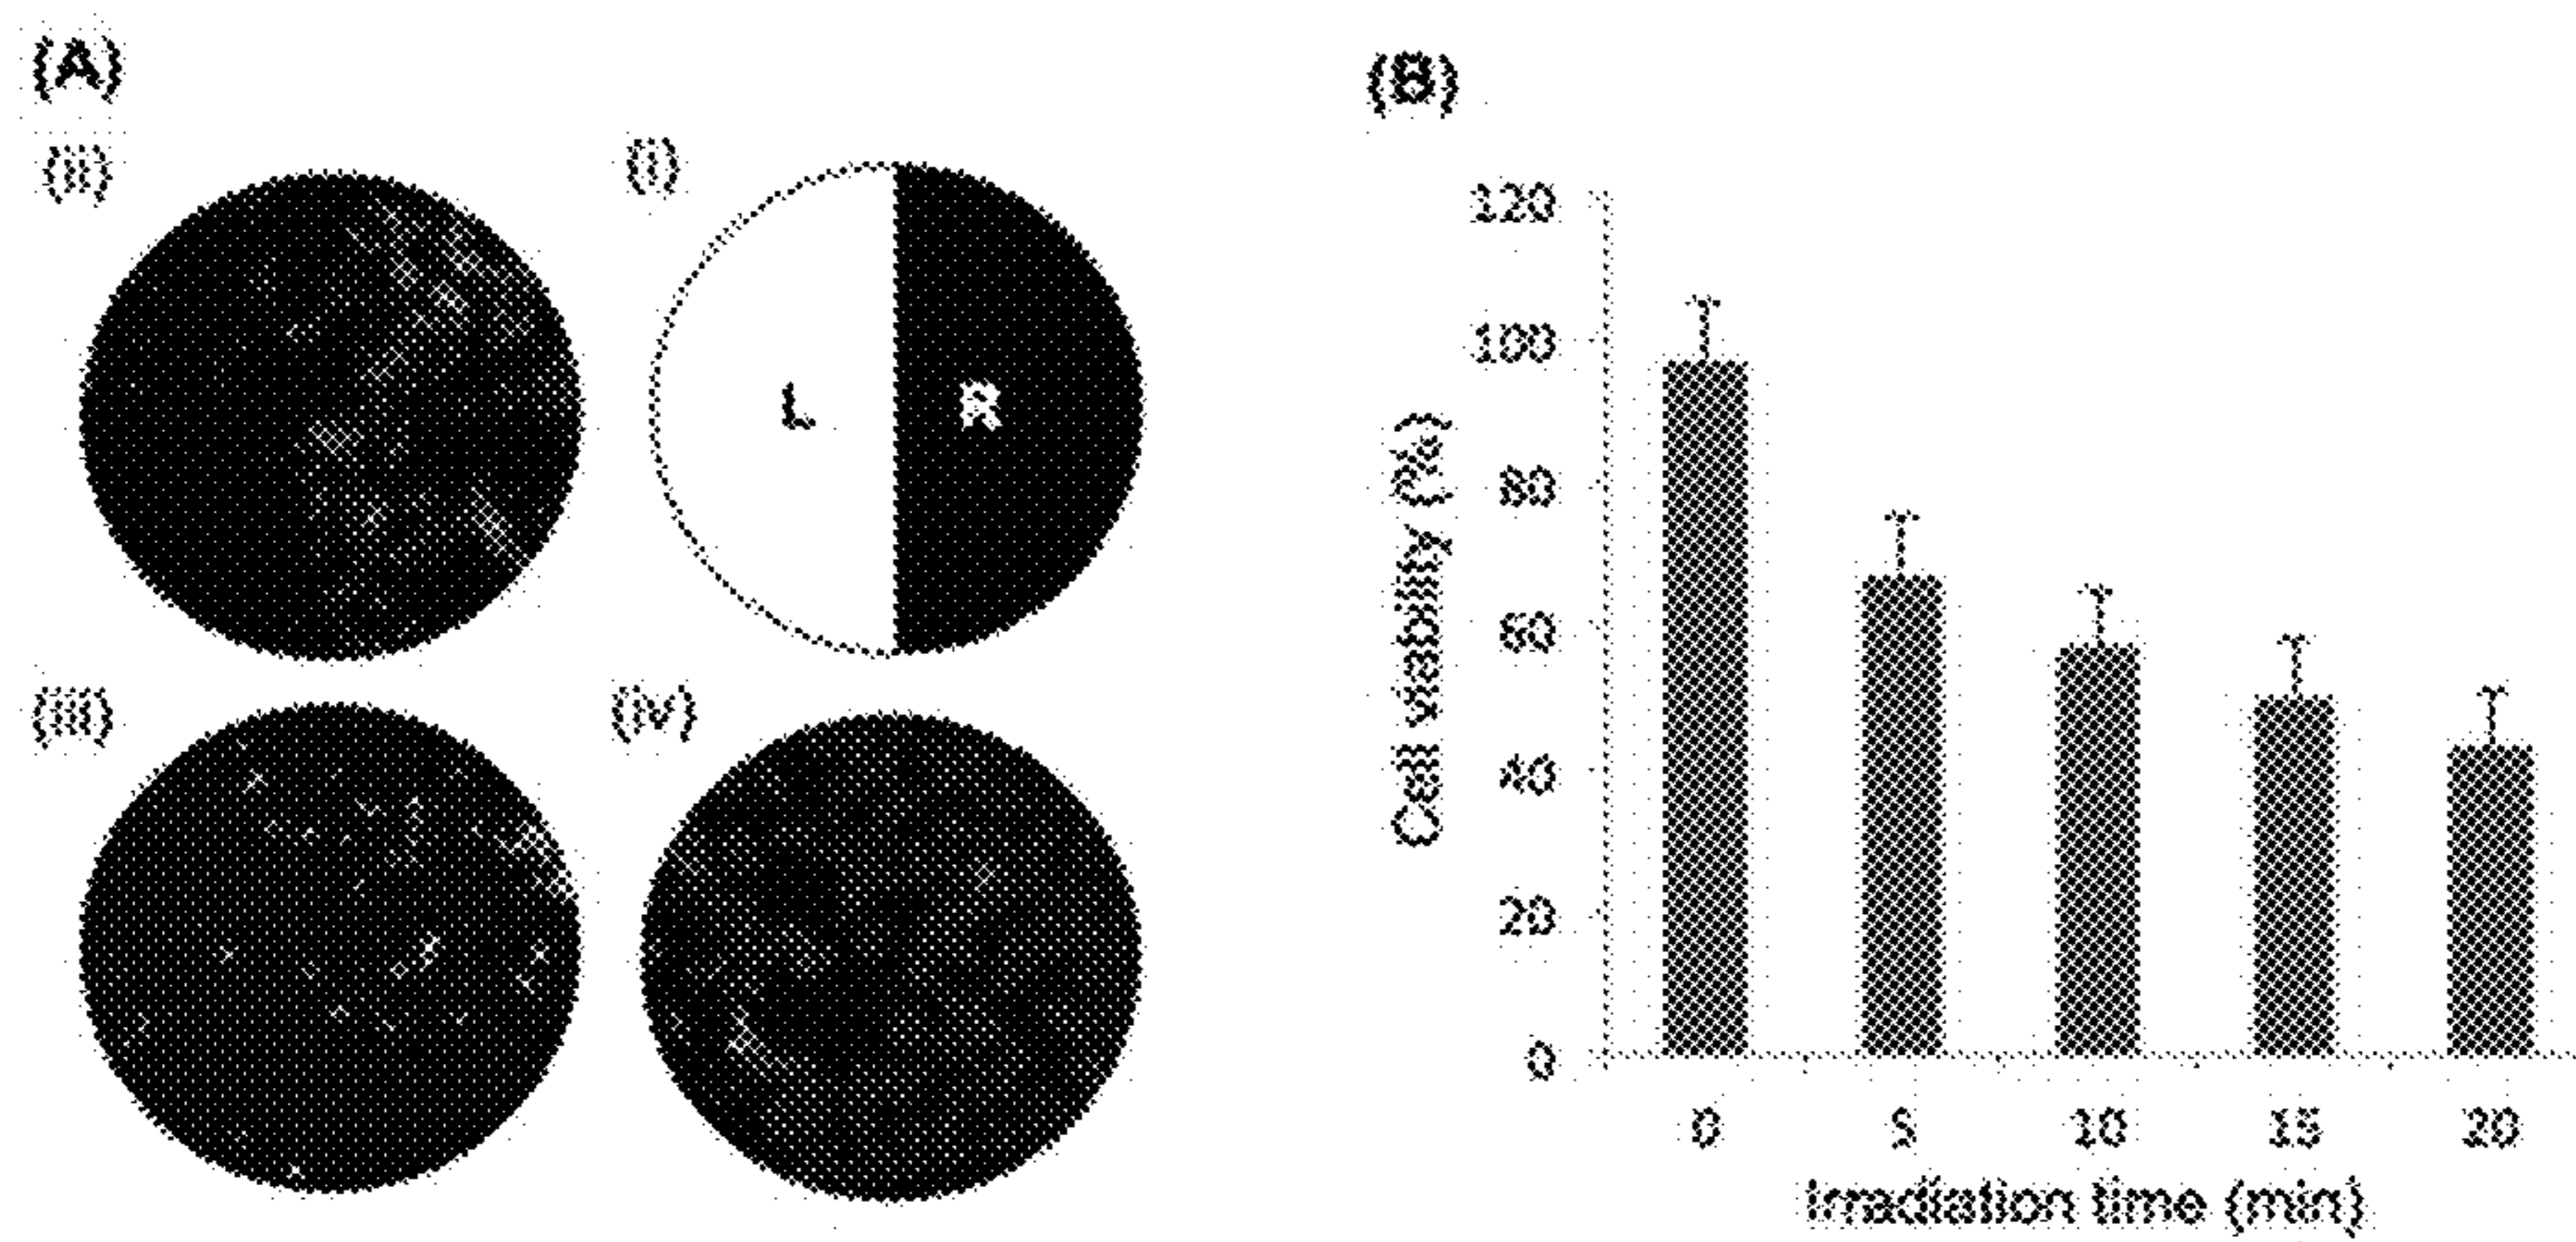 (A)
(ii)
(i)
L
R
(iii)
(iv)
(B)
Cell viability (%)
120
100
80
60
40
20
0
0
5
10
15
20
Irradiation time (min)